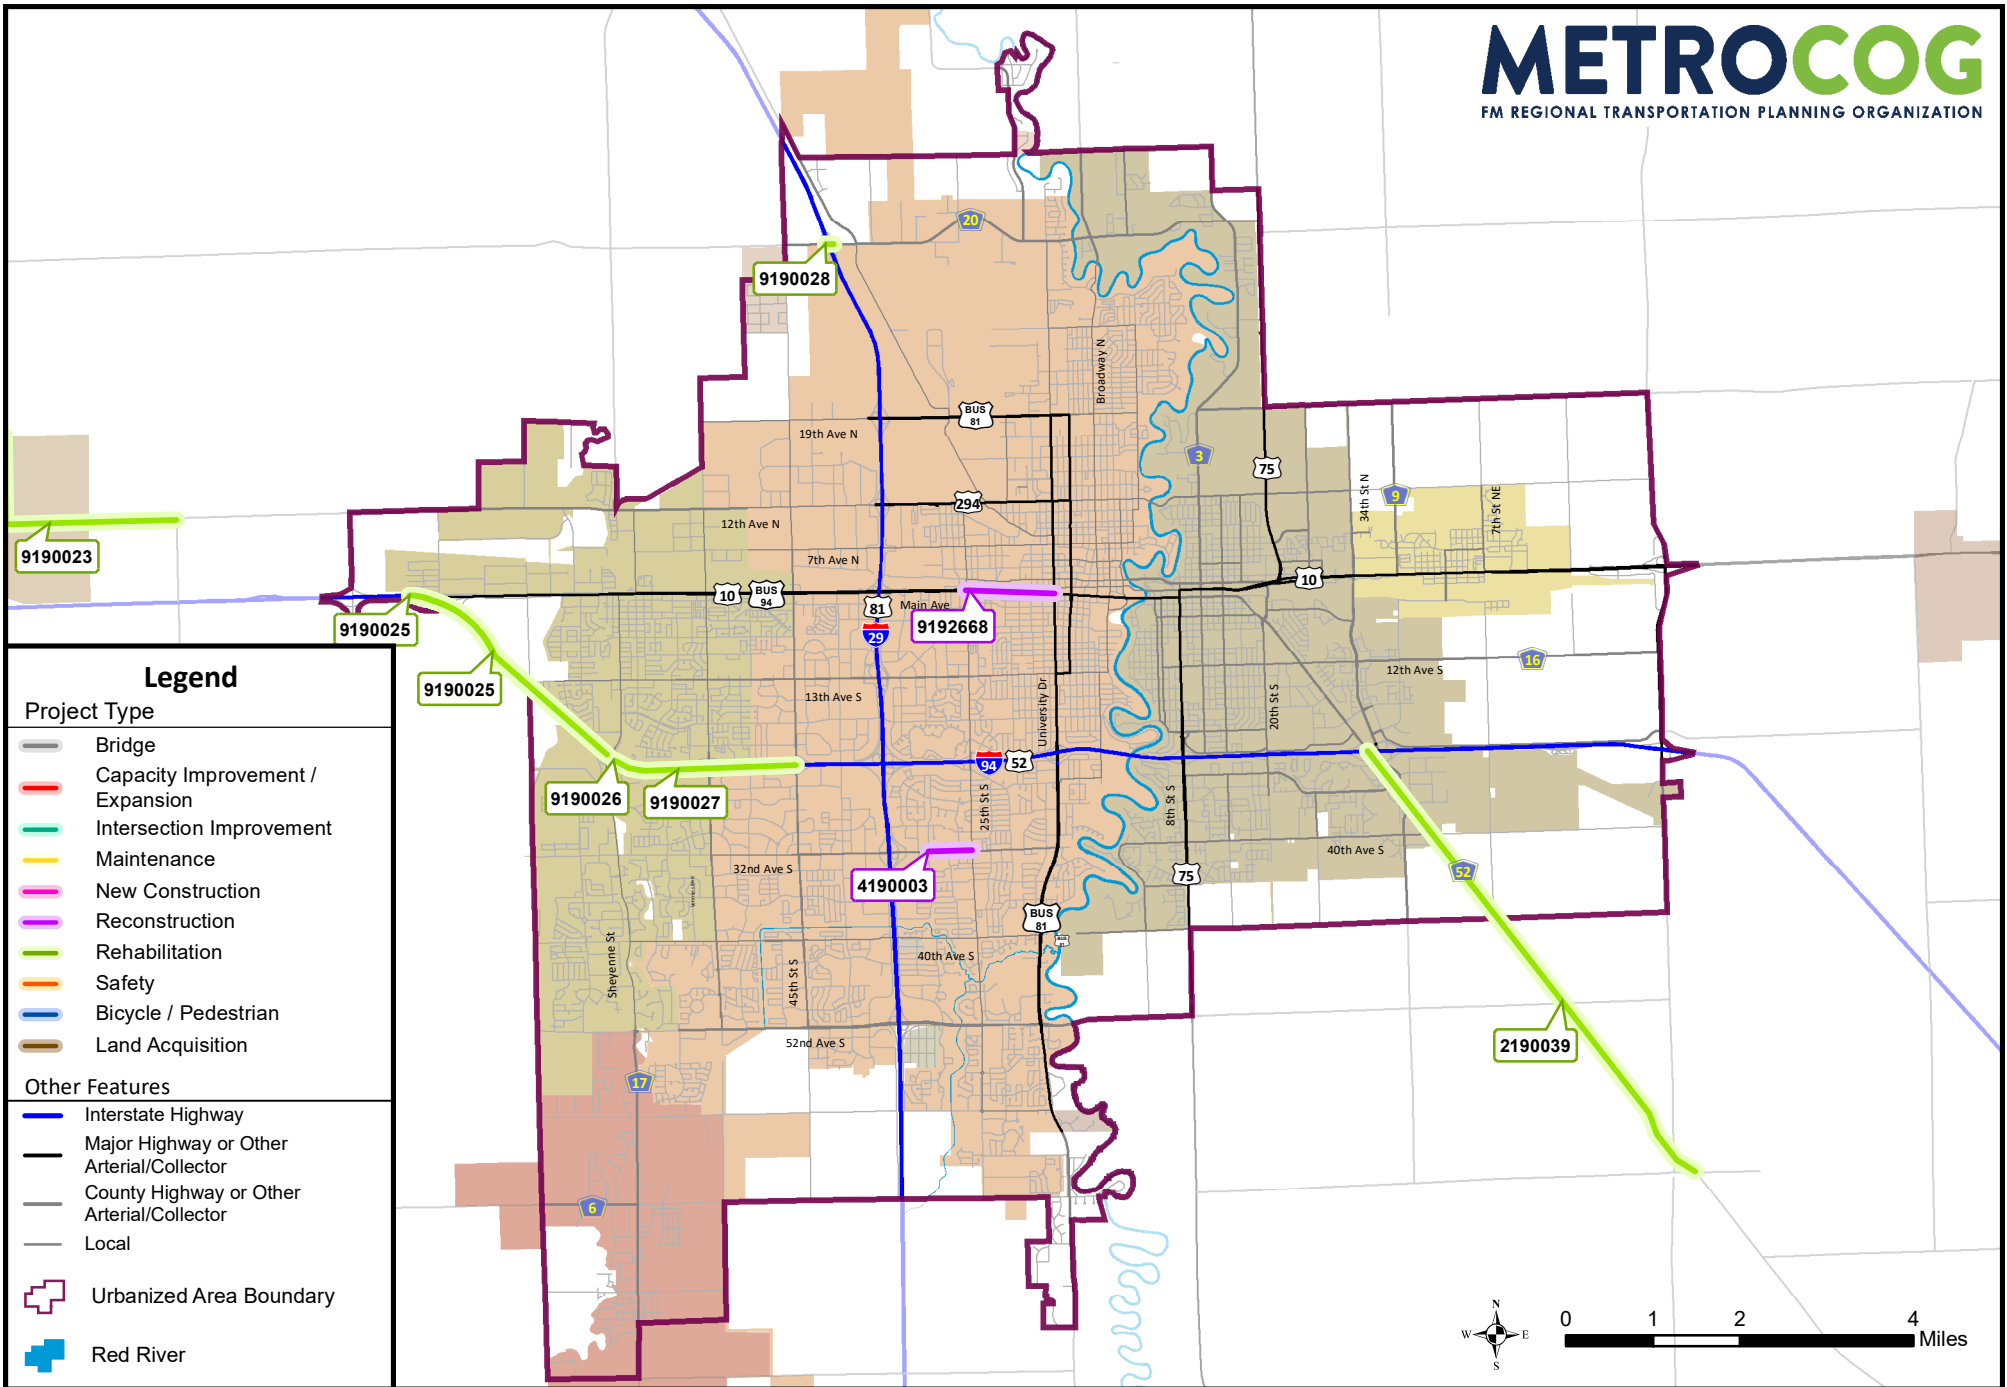 METROCOG
FM REGIONAL TRANSPORTATION PLANNING ORGANIZATION
20
9190028
Broadway N
BUS
81
19th Ave N
3
75
34th St N
9
7th St NE
294
12th Ave N
9190023
7th Ave N
10
BUS
94
10
81
Main Ave
29
9192668
9190025
16
12th Ave S
9190025
13th Ave S
University Dr
20th St S
94
52
9190026
9190027
25th St S
8th St S
32nd Ave S
4190003
40th Ave S
75
52
BUS
81
BUS
81
Sheyenne St
45th St S
40th Ave S
52nd Ave S
2190039
17
6
Legend
Project Type
Bridge
Capacity Improvement /
Expansion
Intersection Improvement
Maintenance
New Construction
Reconstruction
Rehabilitation
Safety
Bicycle / Pedestrian
Land Acquisition
Other Features
Interstate Highway
Major Highway or Other
Arterial/Collector
County Highway or Other
Arterial/Collector
Local
Urbanized Area Boundary
Red River
N
W
E
S
0 1 2 4
Miles